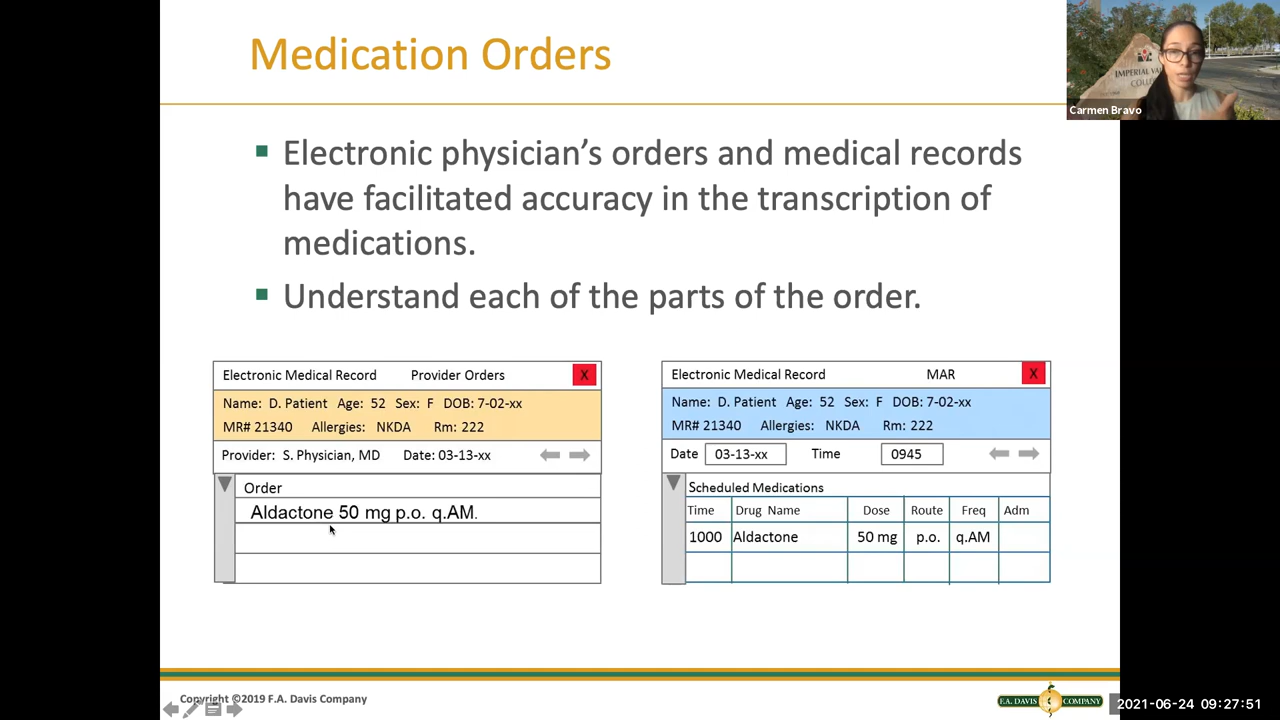 Medication Orders
IMPERIAL VA
COLLE
Carmen Bravo
Electronic physician's orders and medical records
have facilitated accuracy in the transcription of
medications.
Understand each of the parts of the order.
Electronic Medical Record Provider Orders X
Name: D. Patient Age: 52 Sex: F DOB: 7-02-xx
MR# 21340 Allergies: NKDA Rm: 222
Provider: S. Physician, MD Date: 03-13-xx
Order
Aldactone 50 mg p.o. q.AM.
Electronic Medical Record MAR X
Name: D. Patient Age: 52 Sex: F DOB: 7-02-xx
MR# 21340 Allergies: NKDA Rm: 222
Date 03-13-xx Time 0945
Scheduled Medications
Time Drug Name Dose Route Freq Adm
1000 Aldactone 50 mg p.o. q.AM
Copyright ©2019 F.A. Davis Company
F.A. DAVIS COMPANY
2021-06-24 09:27:51